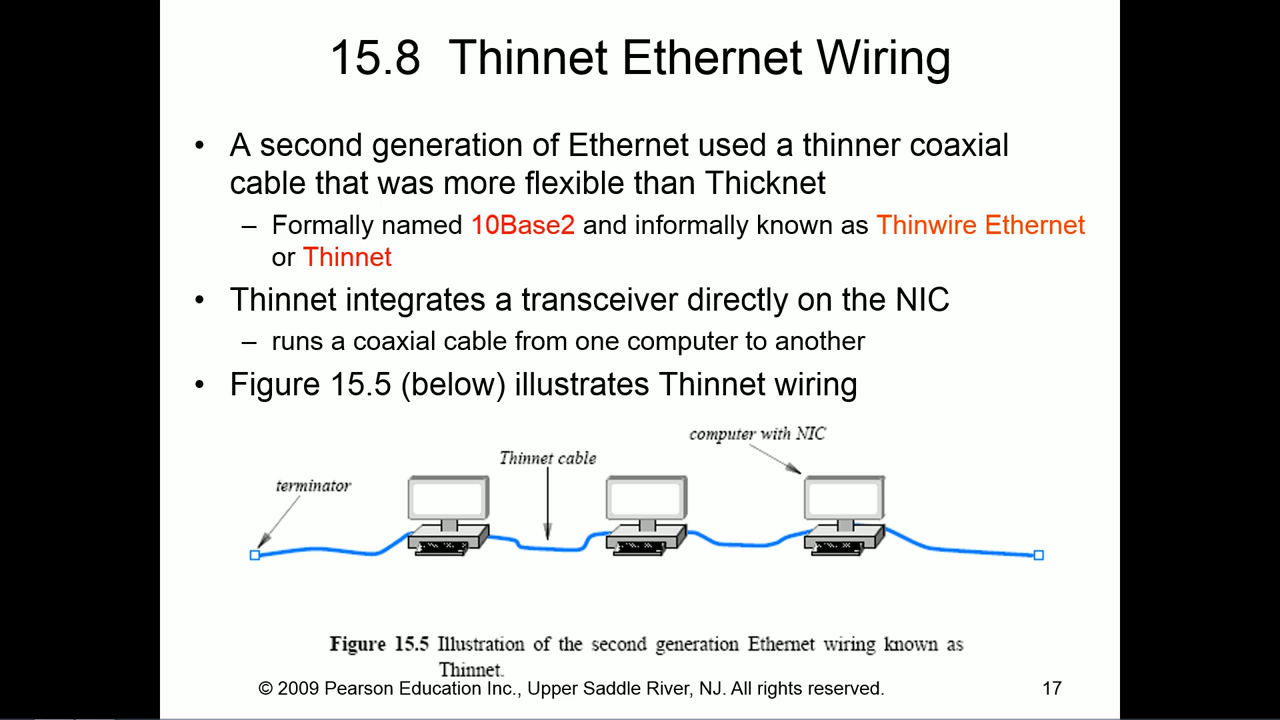 15.8 Thinnet Ethernet Wiring
• A second generation of Ethernet used a thinner coaxial
cable that was more flexible than Thicknet
– Formally named 10Base2 and informally known as Thinwire Ethernet
or Thinnet
• Thinnet integrates a transceiver directly on the NIC
– runs a coaxial cable from one computer to another
• Figure 15.5 (below) illustrates Thinnet wiring
computer with NIC
Thinnet cable
terminator
Figure 15.5 Illustration of the second generation Ethernet wiring known as
Thinnet.
© 2009 Pearson Education Inc., Upper Saddle River, NJ. All rights reserved.
17